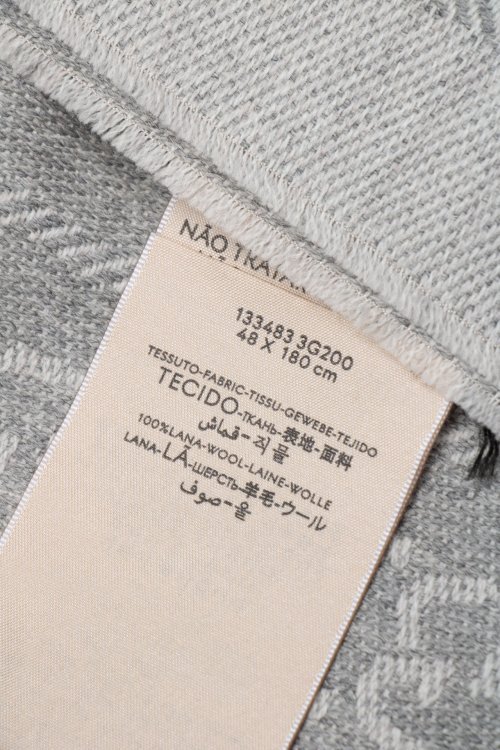 NÃO TRATAR
133483 3G200
48 X 180 cm
TESSUTO-FABRIC-TISSU-GEWEBE-TEJIDO
TECIDO-ТКАНЬ-表地-面料
قماش-직물
100%LANA-WOOL-LAINE-WOLLE
LANA-LÃ-ШЕРСТЬ-羊毛-ウール
صوف-울